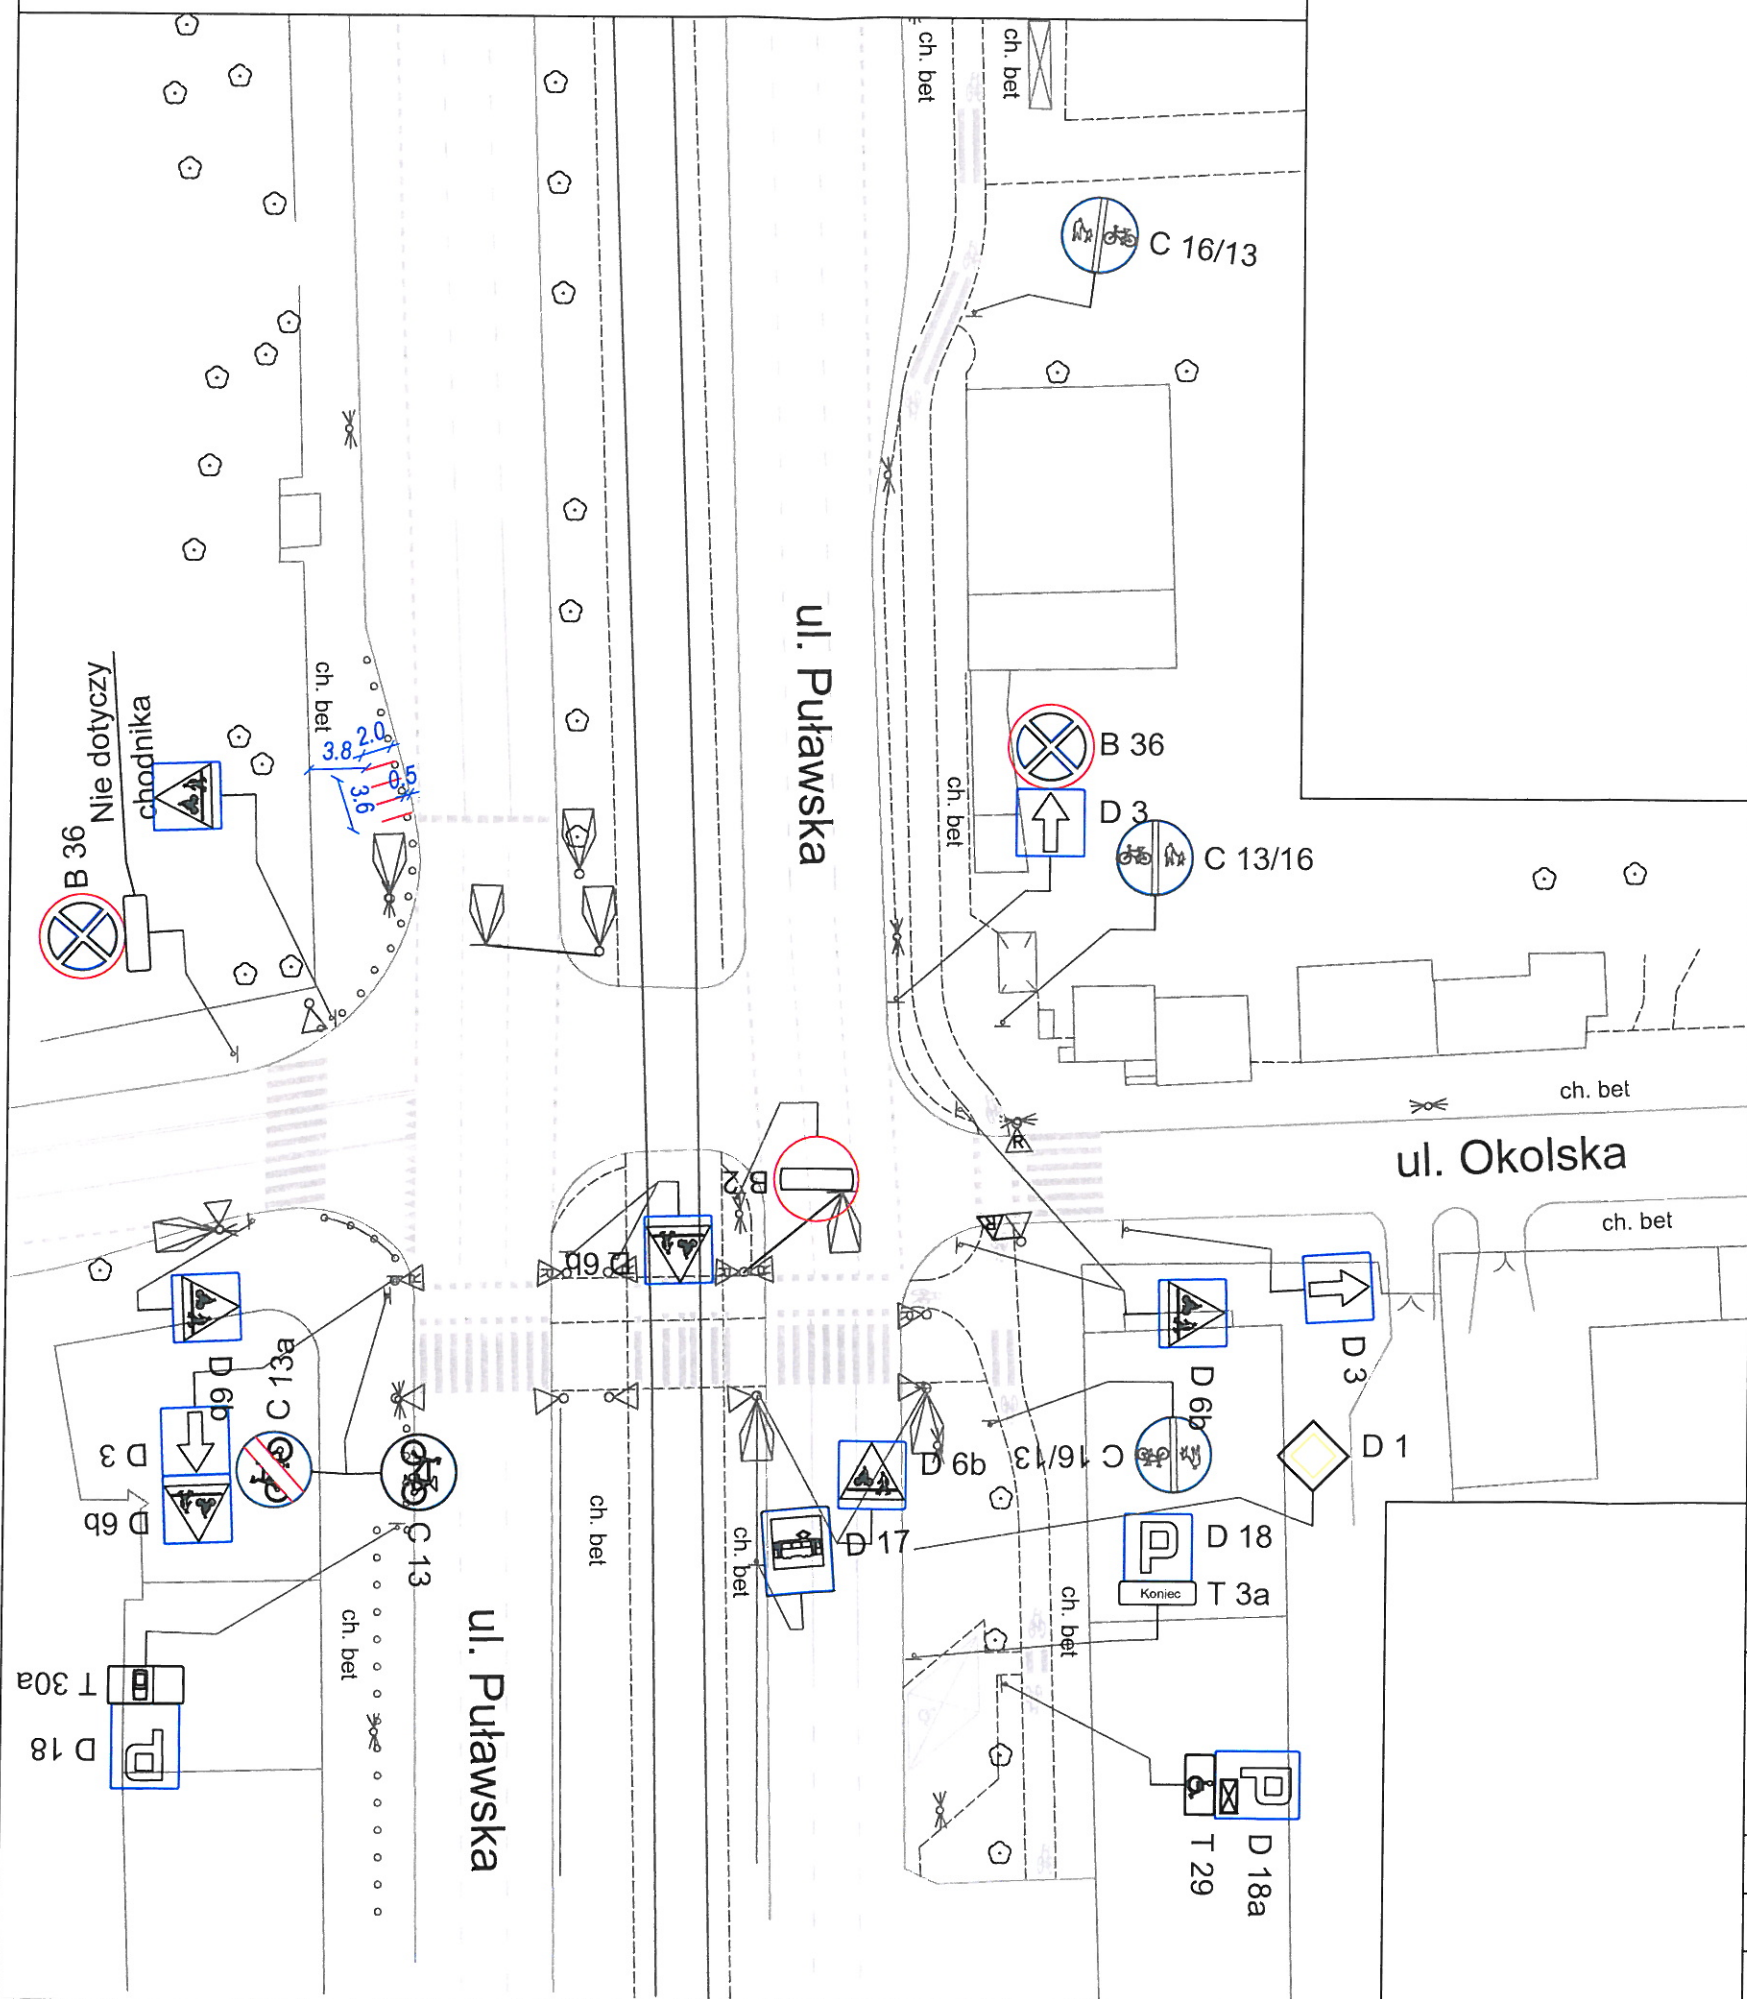 ch. bet
ch. bet
C 16/13
ul. Puławska
ch. bet
Nie dotyczy
chodnika
B 36
2.0
3.8
0.5
3.6
B 36
D 3
ch. bet
C 13/16
ch. bet
ul. Okolska
ch. bet
B 2
D 6b
R
R
D 3
D 6b
C 13a
D 6b
C 16/13
D 1
D 3
D 6b
C 13
D 6b
D 17
P
D 18
Koniec
T 3a
ch. bet
ch. bet
ch. bet
ch. bet
ul. Puławska
T 30a
P
D 18
P
T 29
D 18a